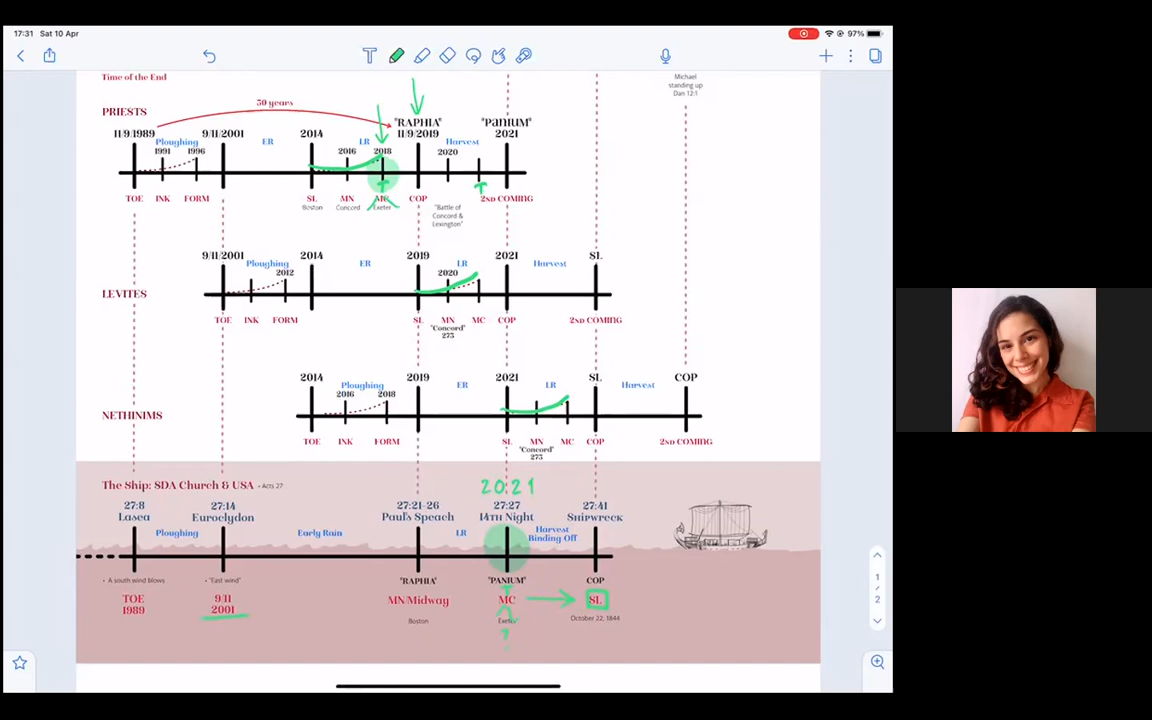 17:31 Sat 10 Apr
97%
Time of the End
Michael
standing up
Dan 12:1
PRIESTS
30 years
"RAPHIA"
"PANIUM"
11/9/1989
9/11/2001
2014
11/9/2019
2021
Ploughing
ER
LR
Harvest
1991
1996
2016
2018
2020
TOE
INK
FORM
SL
MN
MC
COP
2ND COMING
Boston
Concord
Exeter
"Battle of
Concord &
Lexington"
9/11/2001
2014
2019
2021
SL
Ploughing
ER
LR
Harvest
2012
2020
LEVITES
TOE
INK
FORM
SL
MN
MC
COP
2ND COMING
"Concord"
273
2014
2019
2021
SL
COP
Ploughing
ER
LR
Harvest
2016
2018
NETHINIMS
TOE
INK
FORM
SL
MN
MC
COP
2ND COMING
"Concord"
273
The Ship: SDA Church & USA • Acts 27
2021
27:8
27:14
27:21-26
27:27
27:41
Lasea
Euroclydon
Paul's Speach
14TH Night
Shipwreck
Ploughing
Early Rain
LR
Harvest
Binding Off
• A south wind blows
• "East wind"
"RAPHIA"
"PANIUM"
COP
TOE
1989
9/11
2001
MN/Midway
MC
SL
Boston
Exeter
October 22, 1844
?
1
/
2